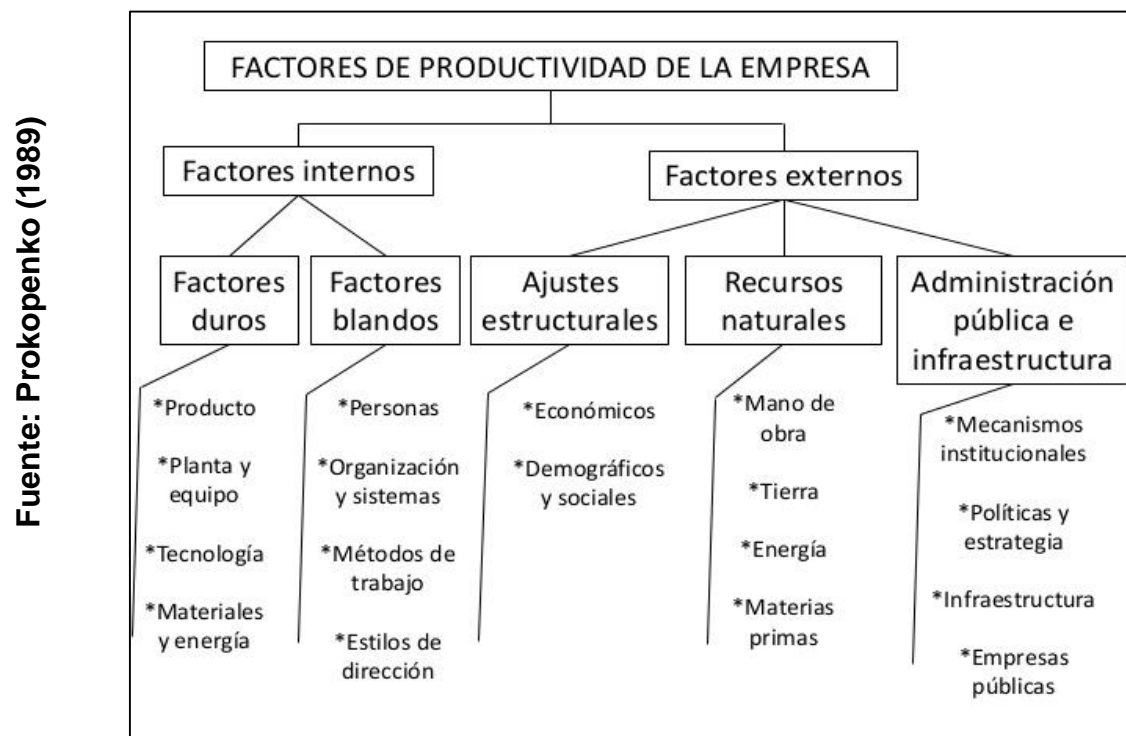 Fuente: Prokopenko (1989)
FACTORES DE PRODUCTIVIDAD DE LA EMPRESA
Factores internos
Factores externos
Factores
duros
Factores
blandos
Ajustes
estructurales
Recursos
naturales
Administración
pública e
infraestructura
*Producto
*Planta y
equipo
*Tecnología
*Materiales
y energía
*Personas
*Organización
y sistemas
*Métodos de
trabajo
*Estilos de
dirección
*Económicos
*Demográficos
y sociales
*Mano de
obra
*Tierra
*Energía
*Materias
primas
*Mecanismos
institucionales
*Políticas y
estrategia
*Infraestructura
*Empresas
públicas